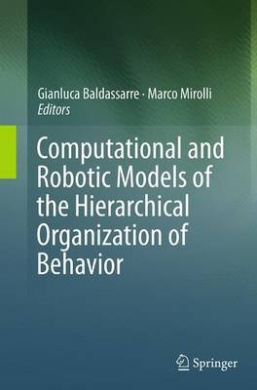 Gianluca Baldassarre · Marco Mirolli
Editors
Computational and
Robotic Models of
the Hierarchical
Organization of
Behavior
Springer